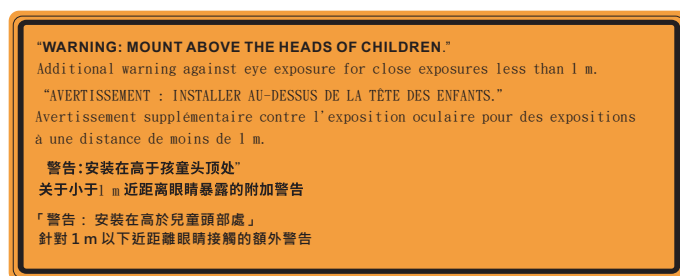 “WARNING: MOUNT ABOVE THE HEADS OF CHILDREN.”
Additional warning against eye exposure for close exposures less than 1 m.
“AVERTISSEMENT : INSTALLER AU-DESSUS DE LA TÊTE DES ENFANTS.”
Avertissement supplémentaire contre l'exposition oculaire pour des expositions
à une distance de moins de 1 m.
警告:安装在高于孩童头顶处”
关于小于1 m 近距离眼睛暴露的附加警告
「警告： 安裝在高於兒童頭部處」
針對 1 m 以下近距離眼睛接觸的額外警告